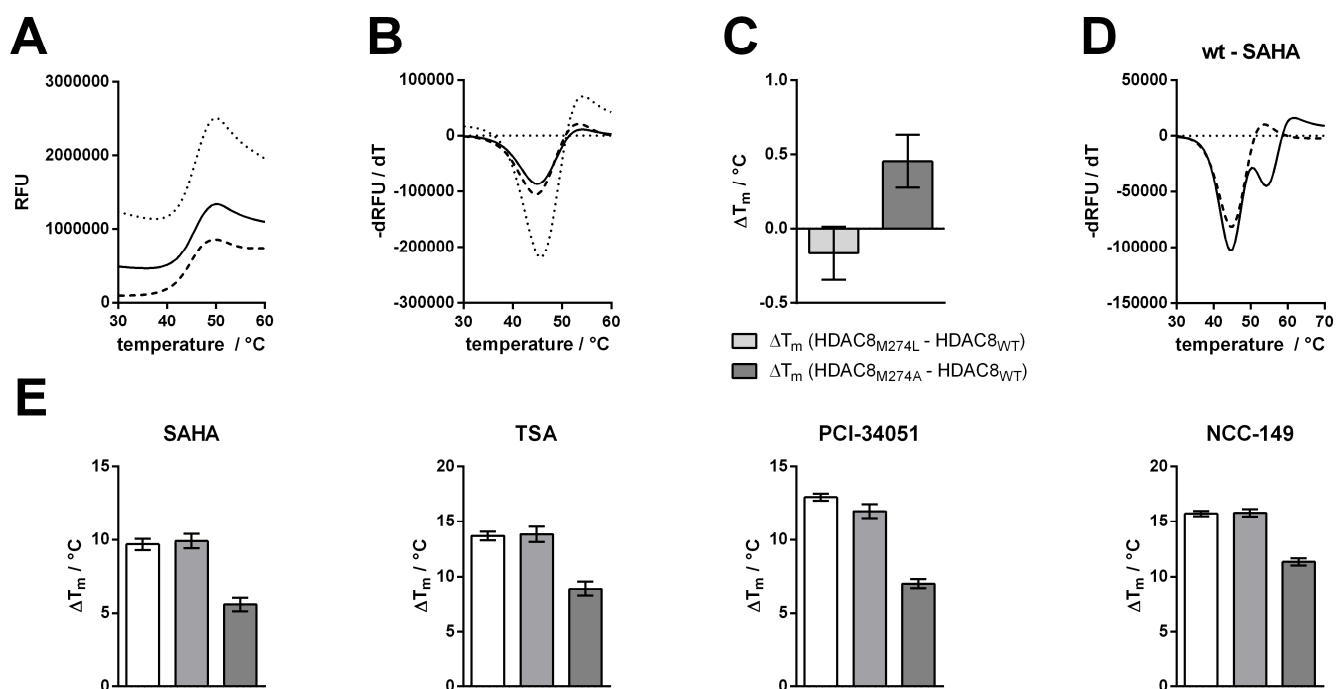 A
B
C
D
wt - SAHA
3000000
2000000
1000000
0
RFU
30 40 50 60
temperature / °C
100000
0
-100000
-200000
-300000
-dRFU / dT
30 40 50 60
temperature / °C
1.0
0.5
0.0
-0.5
ΔTm / °C
ΔTm (HDAC8M274L - HDAC8WT)
ΔTm (HDAC8M274A - HDAC8WT)
50000
0
-50000
-100000
-150000
-dRFU / dT
30 40 50 60 70
temperature / °C
E
SAHA
15
10
5
0
ΔTm / °C
TSA
20
15
10
5
0
ΔTm / °C
PCI-34051
15
10
5
0
ΔTm / °C
NCC-149
20
15
10
5
0
ΔTm / °C